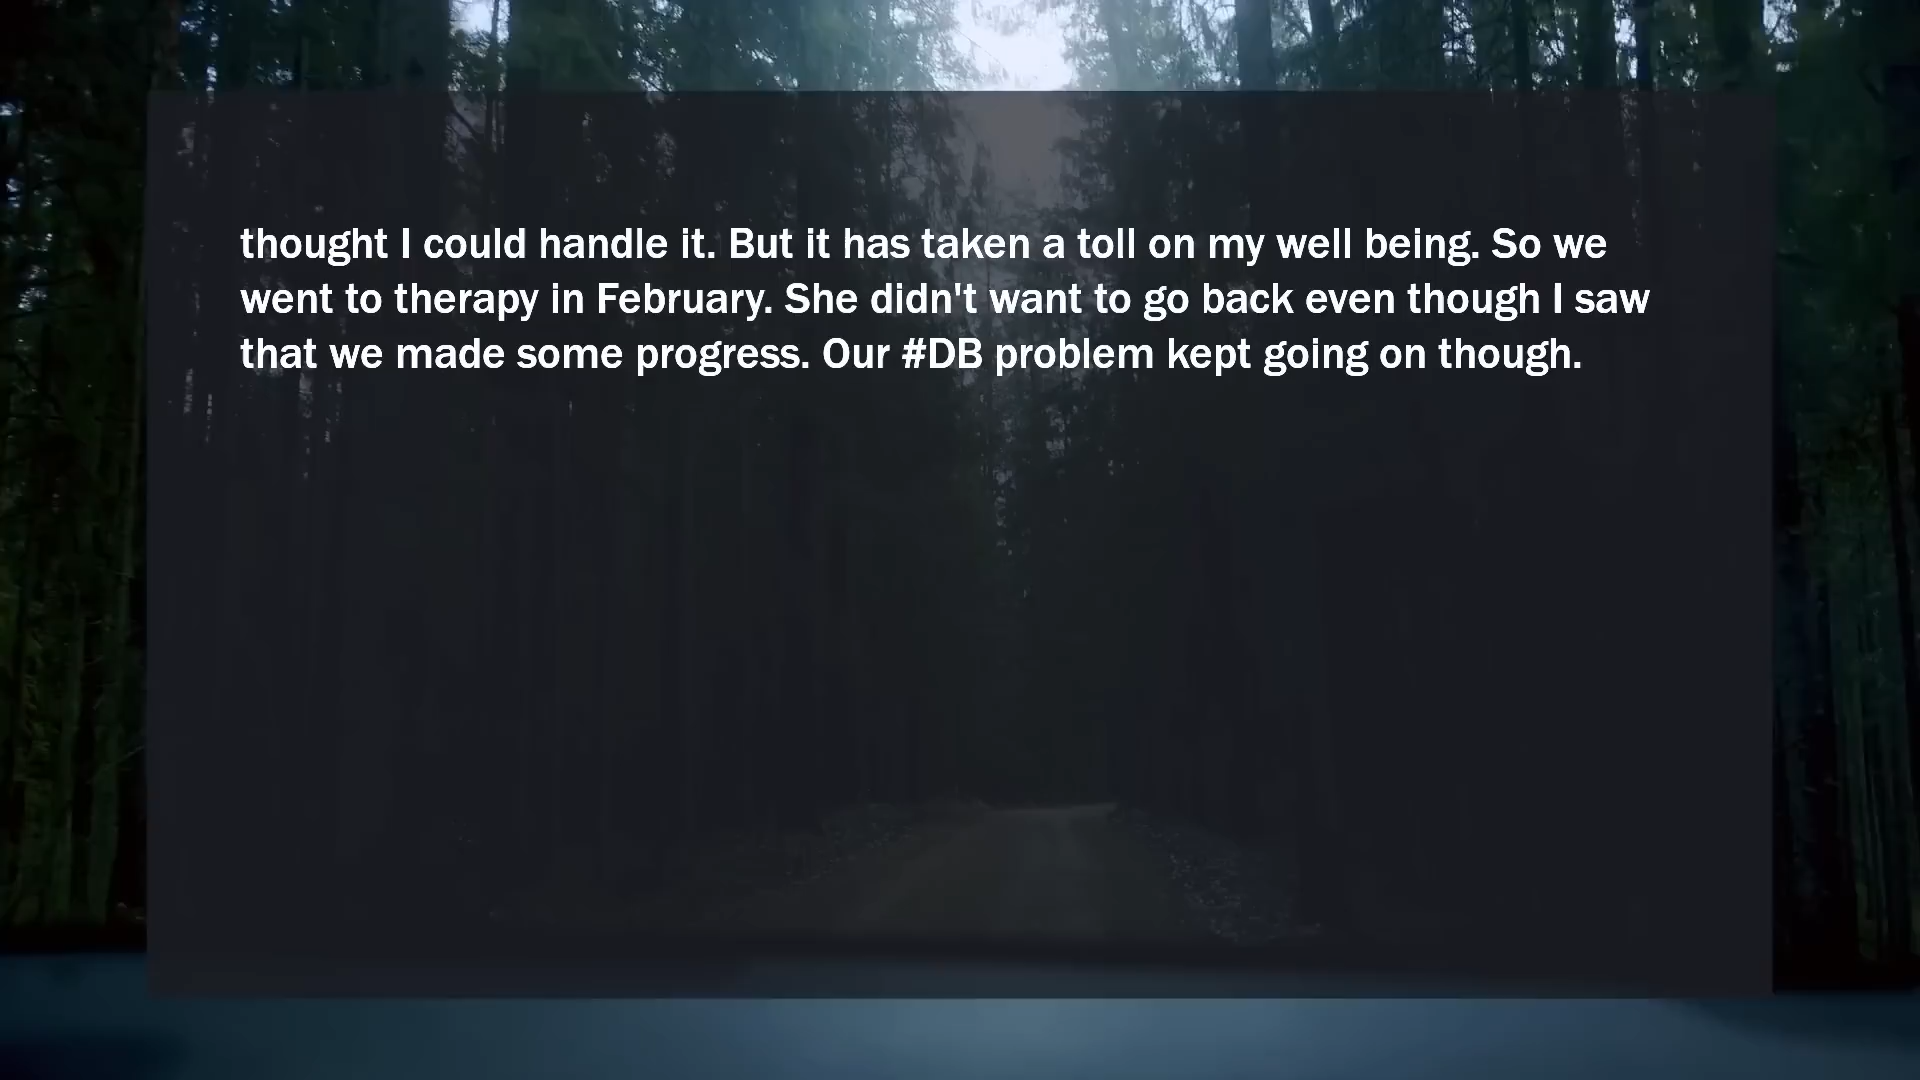 thought I could handle it. But it has taken a toll on my well being. So we
went to therapy in February. She didn't want to go back even though I saw
that we made some progress. Our #DB problem kept going on though.